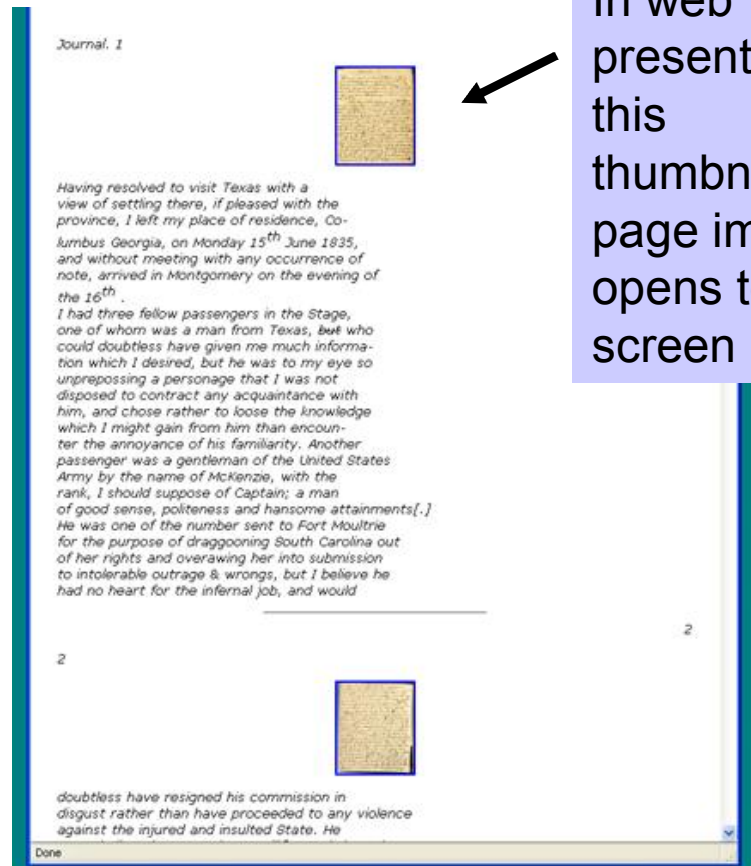 Journal. 1
Having resolved to visit Texas with a
view of settling there, if pleased with the
province, I left my place of residence, Co-
lumbus Georgia, on Monday 15th June 1835,
and without meeting with any occurrence of
note, arrived in Montgomery on the evening of
the 16th .
I had three fellow passengers in the Stage,
one of whom was a man from Texas, but who
could doubtless have given me much informa-
tion which I desired, but he was to my eye so
unprepossing a personage that I was not
disposed to contract any acquaintance with
him, and chose rather to loose the knowledge
which I might gain from him than encoun-
ter the annoyance of his familiarity. Another
passenger was a gentleman of the United States
Army by the name of McKenzie, with the
rank, I should suppose of Captain; a man
of good sense, politeness and hansome attainments[.]
He was one of the number sent to Fort Moultrie
for the purpose of draggooning South Carolina out
of her rights and overawing her into submission
to intolerable outrage & wrongs, but I believe he
had no heart for the infernal job, and would
2
2
doubtless have resigned his commission in
disgust rather than have proceeded to any violence
against the injured and insulted State. He
Done
In web
present
this
thumbn
page im
opens t
screen